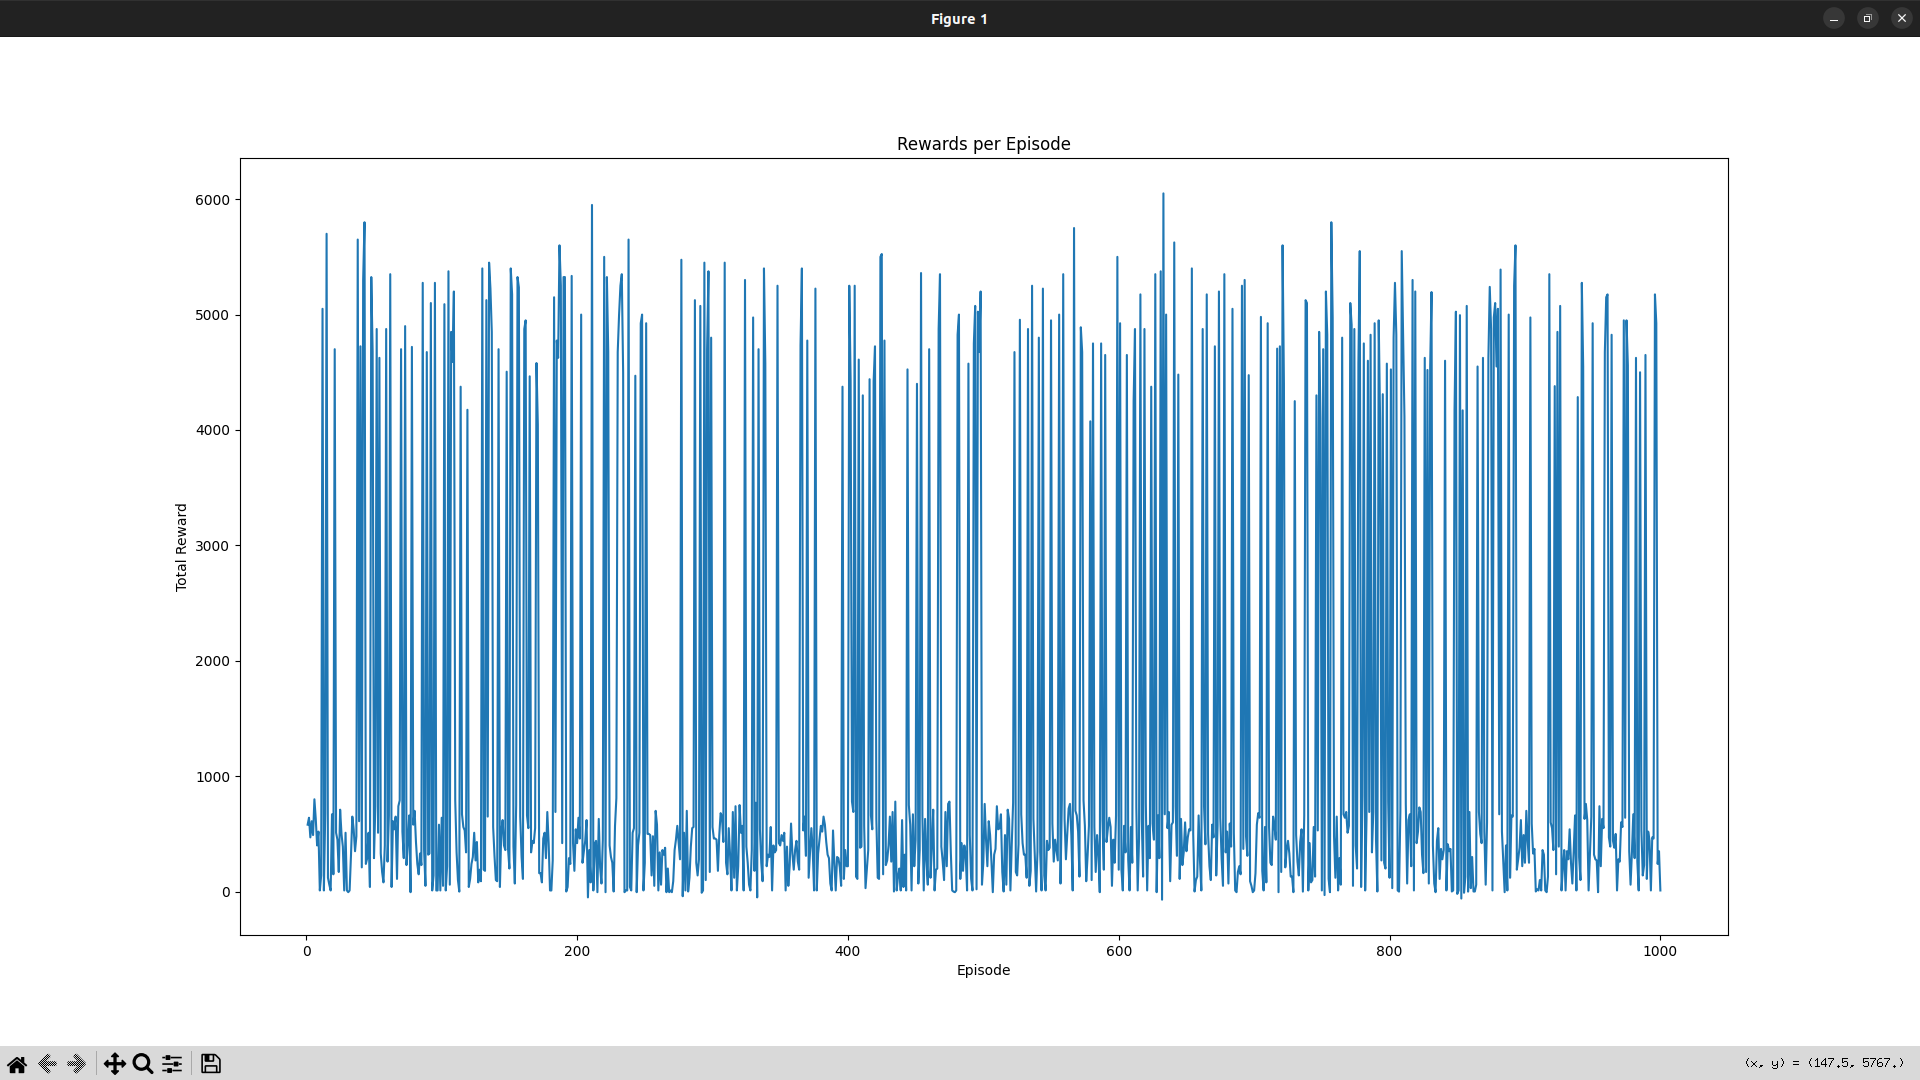 Figure 1
Rewards per Episode
6000
5000
4000
3000
2000
1000
0
Total Reward
0 200 400 600 800 1000
Episode
(x, y) = (147.5, 5767.)